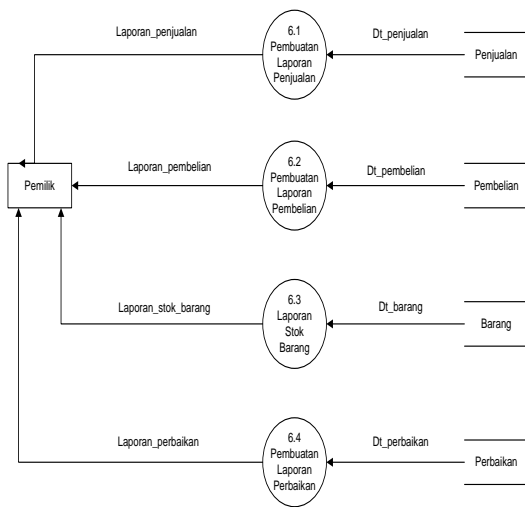 Laporan_penjualan
6.1
Pembuatan
Laporan
Penjualan
Dt_penjualan
Penjualan
Pemilik
Laporan_pembelian
6.2
Pembuatan
Laporan
Pembelian
Dt_pembelian
Pembelian
Laporan_stok_barang
6.3
Laporan
Stok
Barang
Dt_barang
Barang
Laporan_perbaikan
6.4
Pembuatan
Laporan
Perbaikan
Dt_perbaikan
Perbaikan